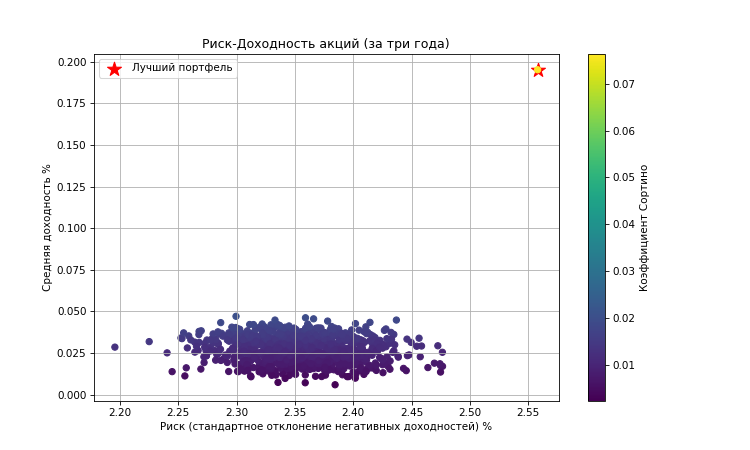 Риск-Доходность акций (за три года)
Лучший портфель
Средняя доходность %
0.200
0.175
0.150
0.125
0.100
0.075
0.050
0.025
0.000
2.20 2.25 2.30 2.35 2.40 2.45 2.50 2.55
Риск (стандартное отклонение негативных доходностей) %
0.07
0.06
0.05
0.04
0.03
0.02
0.01
Коэффициент Сортино